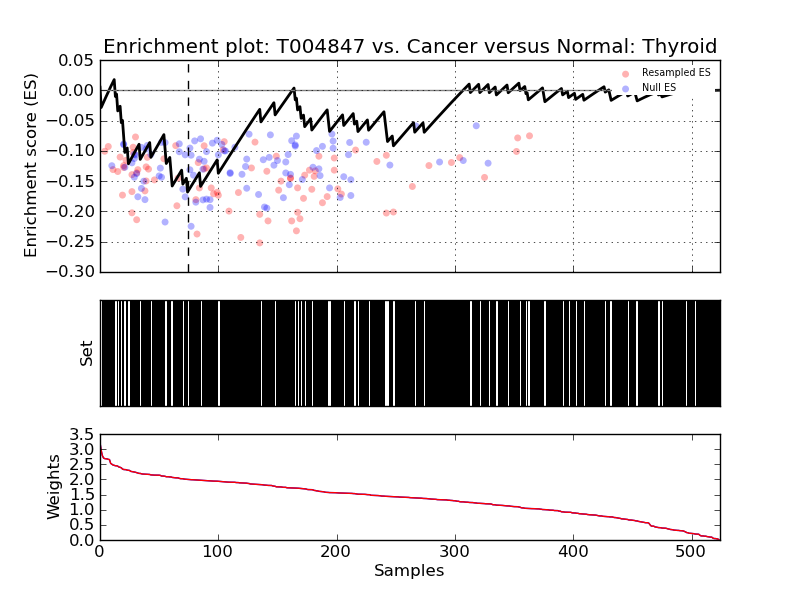 Enrichment plot: T004847 vs. Cancer versus Normal: Thyroid
Enrichment score (ES)
0.05
0.00
−0.05
−0.10
−0.15
−0.20
−0.25
−0.30
Resampled ES
Null ES
Set
Weights
3.5
3.0
2.5
2.0
1.5
1.0
0.5
0.0
0 100 200 300 400 500
Samples